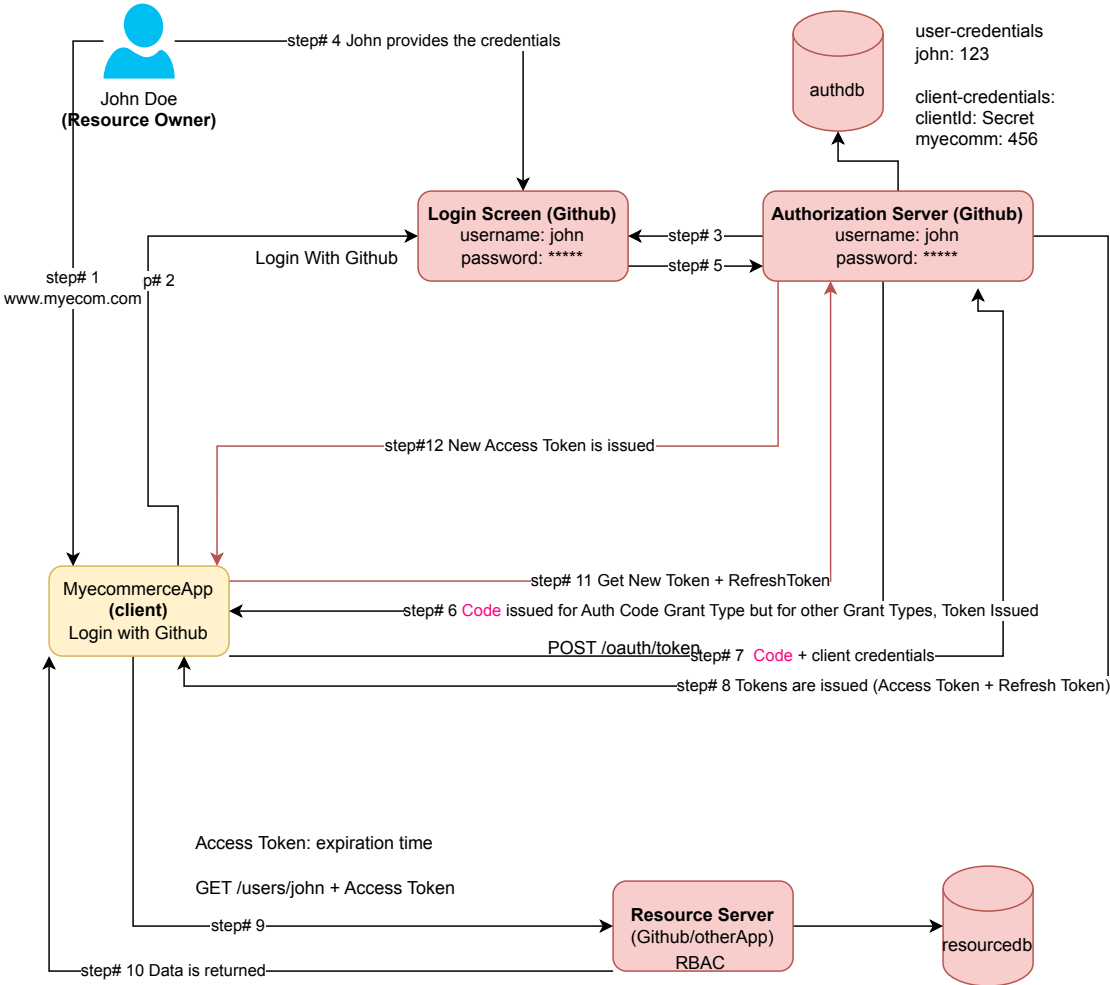 step# 4 John provides the credentials
John Doe
(Resource Owner)
authdb
user-credentials
john: 123
client-credentials:
clientId: Secret
myecomm: 456
Login Screen (Github)
username: john
password: *****
Authorization Server (Github)
username: john
password: *****
step# 3
step# 5
Login With Github
step# 1
www.myecom.com
p# 2
step#12 New Access Token is issued
MyecommerceApp
(client)
Login with Github
step# 11 Get New Token + RefreshToken
step# 6 Code issued for Auth Code Grant Type but for other Grant Types, Token Issued
POST /oauth/token
step# 7 Code + client credentials
step# 8 Tokens are issued (Access Token + Refresh Token)
Access Token: expiration time
GET /users/john + Access Token
step# 9
Resource Server
(Github/otherApp)
RBAC
resourcedb
step# 10 Data is returned